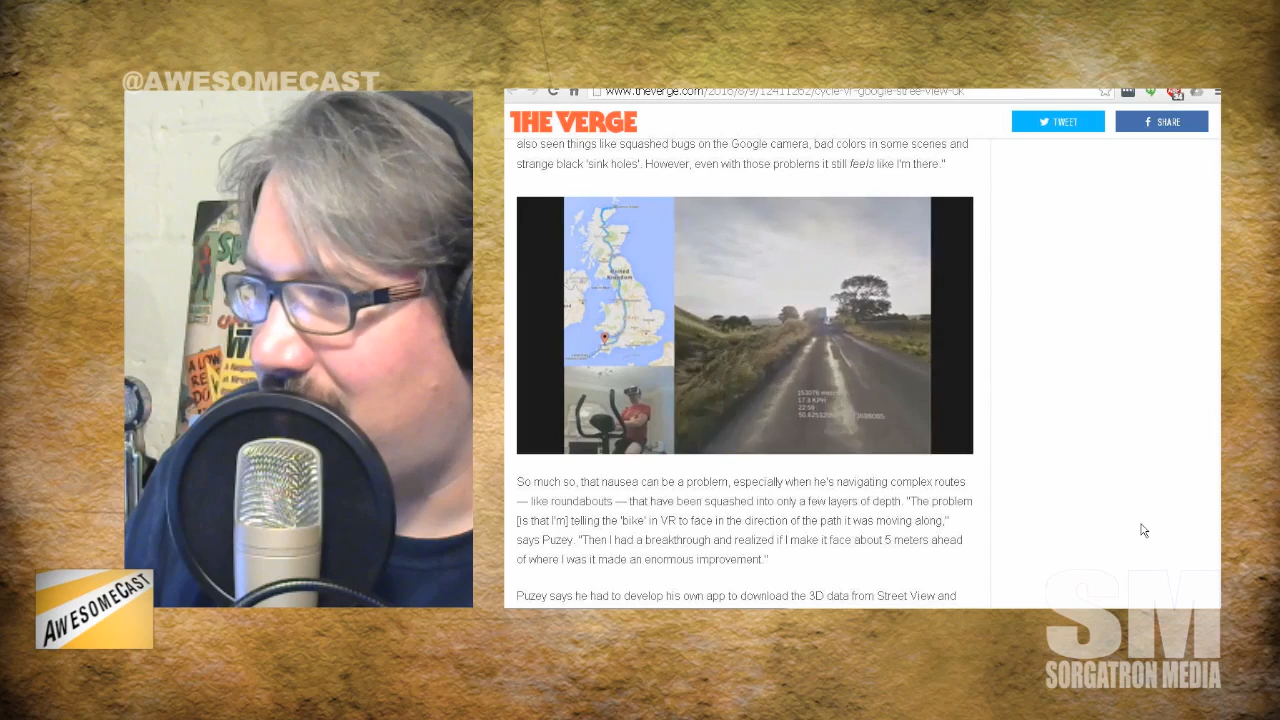 @AWESOMECAST
www.theverge.com/2016/8/9/12411262/cycle-vr-google-street-view-uk
THE VERGE
TWEET
SHARE
also seen things like squashed bugs on the Google camera, bad colors in some scenes and
strange black 'sink holes'. However, even with those problems it still feels like I'm there."
United
Kingdom
17.3 KPH
22:59
So much so, that nausea can be a problem, especially when he's navigating complex routes
— like roundabouts — that have been squashed into only a few layers of depth. "The problem
[is that I'm] telling the 'bike' in VR to face in the direction of the path it was moving along,"
says Puzey. "Then I had a breakthrough and realized if I make it face about 5 meters ahead
of where I was it made an enormous improvement."
Puzey says he had to develop his own app to download the 3D data from Street View and
AWESOMECAST
SM
SORGATRON MEDIA